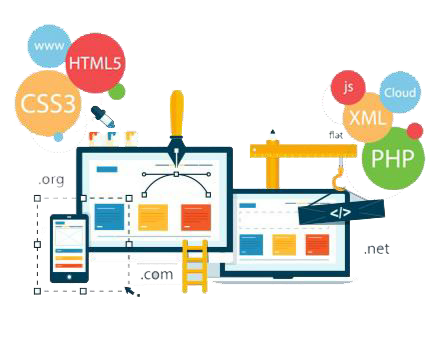 www
HTML5
CSS3
js
Cloud
XML
flat
PHP
.org
</>
.net
.com